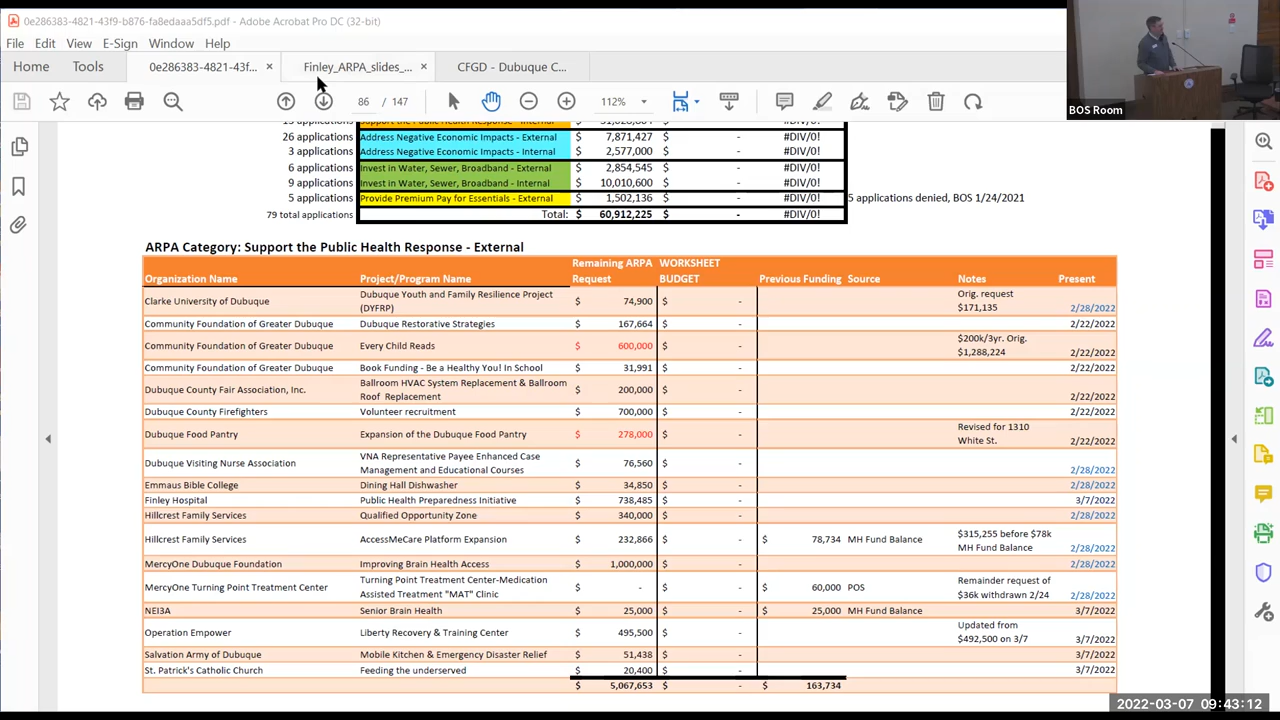 0e286383-4821-43f9-b876-fa8edaaa5df5.pdf - Adobe Acrobat Pro DC (32-bit)
File Edit View E-Sign Window Help
Home Tools 0e286383-4821-43f... × Finley_ARPA_slides_... × CFGD - Dubuque C...
86 / 147 112%
BOS Room
26 applications Address Negative Economic Impacts - External $ 7,871,427 $ - #DIV/0!
3 applications Address Negative Economic Impacts - Internal $ 2,577,000 $ - #DIV/0!
6 applications Invest in Water, Sewer, Broadband - External $ 2,854,545 $ - #DIV/0!
9 applications Invest in Water, Sewer, Broadband - Internal $ 10,010,600 $ - #DIV/0!
5 applications Provide Premium Pay for Essentials - External $ 1,502,136 $ - #DIV/0! 5 applications denied, BOS 1/24/2021
79 total applications Total: $ 60,912,225 $ - #DIV/0!
ARPA Category: Support the Public Health Response - External
Remaining ARPA WORKSHEET
Organization Name Project/Program Name Request BUDGET Previous Funding Source Notes Present
Clarke University of Dubuque Dubuque Youth and Family Resilience Project (DYFRP) $ 74,900 $ - Orig. request $171,135 2/28/2022
Community Foundation of Greater Dubuque Dubuque Restorative Strategies $ 167,664 $ - 2/22/2022
Community Foundation of Greater Dubuque Every Child Reads $ 600,000 $ - $200k/3yr. Orig. $1,288,224 2/22/2022
Community Foundation of Greater Dubuque Book Funding - Be a Healthy You! In School $ 31,991 $ - 2/22/2022
Dubuque County Fair Association, Inc. Ballroom HVAC System Replacement & Ballroom Roof Replacement $ 200,000 $ - 2/22/2022
Dubuque County Firefighters Volunteer recruitment $ 700,000 $ - 2/22/2022
Dubuque Food Pantry Expansion of the Dubuque Food Pantry $ 278,000 $ - Revised for 1310 White St. 2/22/2022
Dubuque Visiting Nurse Association VNA Representative Payee Enhanced Case Management and Educational Courses $ 76,560 $ - 2/28/2022
Emmaus Bible College Dining Hall Dishwasher $ 34,850 $ - 2/28/2022
Finley Hospital Public Health Preparedness Initiative $ 738,485 $ - 3/7/2022
Hillcrest Family Services Qualified Opportunity Zone $ 340,000 $ - 2/28/2022
Hillcrest Family Services AccessMeCare Platform Expansion $ 232,866 $ - $ 78,734 MH Fund Balance $315,255 before $78k MH Fund Balance 2/28/2022
MercyOne Dubuque Foundation Improving Brain Health Access $ 1,000,000 $ - 2/28/2022
MercyOne Turning Point Treatment Center Turning Point Treatment Center-Medication Assisted Treatment "MAT" Clinic $ - $ - $ 60,000 POS Remainder request of $36k withdrawn 2/24 2/28/2022
NEI3A Senior Brain Health $ 25,000 $ - $ 25,000 MH Fund Balance 3/7/2022
Operation Empower Liberty Recovery & Training Center $ 495,500 $ - Updated from $492,500 on 3/7 3/7/2022
Salvation Army of Dubuque Mobile Kitchen & Emergency Disaster Relief $ 51,438 $ - 3/7/2022
St. Patrick's Catholic Church Feeding the underserved $ 20,400 $ - 3/7/2022
$ 5,067,653 $ - $ 163,734
2022-03-07 09:43:12